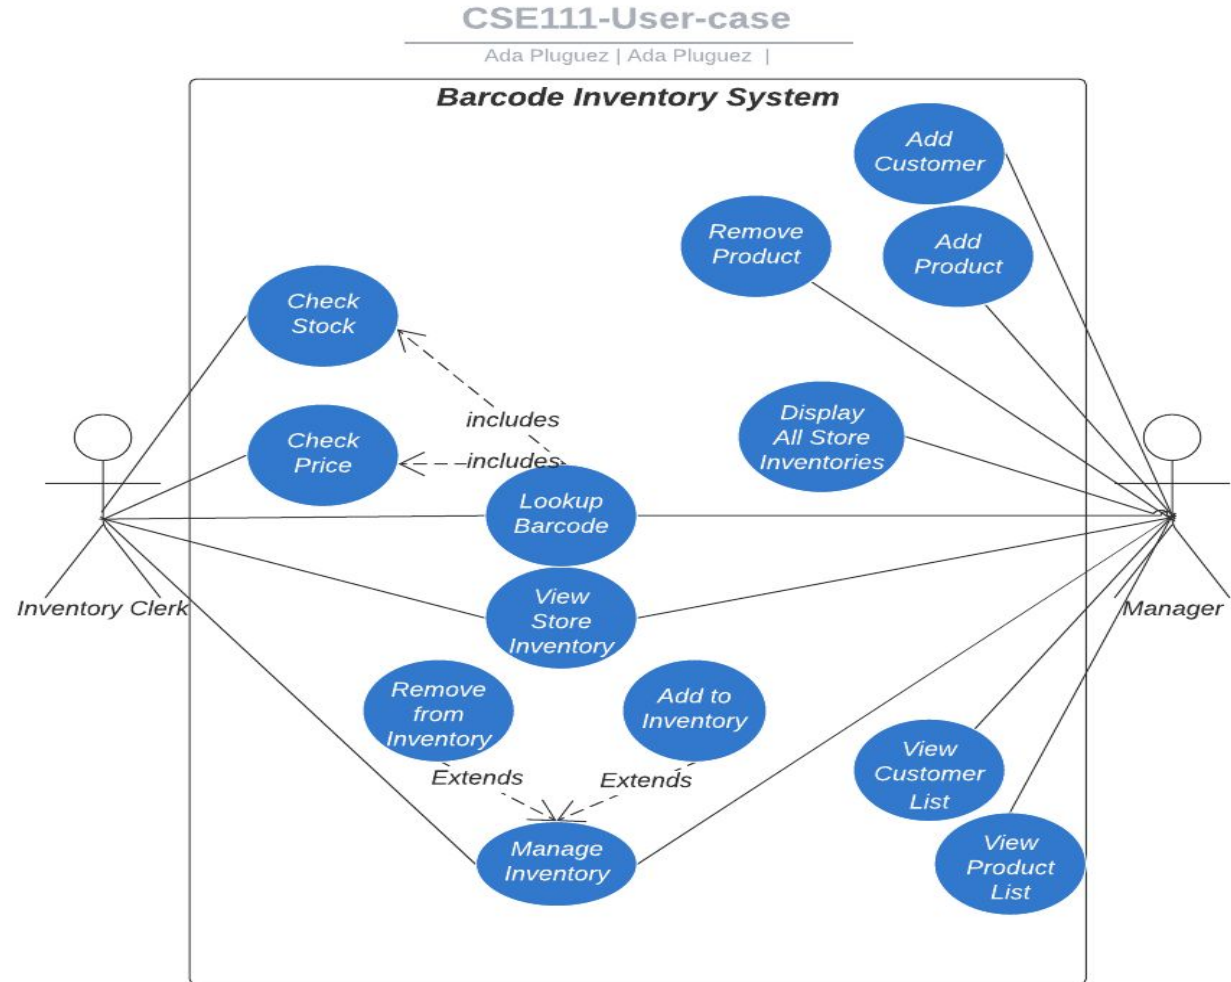 CSE111-User-case
Ada Pluguez | Ada Pluguez |
Barcode Inventory System
Add
Customer
Remove
Product
Add
Product
Check
Stock
Display
All Store
Inventories
includes
Check
Price
includes
Lookup
Barcode
Inventory Clerk
Manager
View
Store
Inventory
Remove
from
Inventory
Add to
Inventory
Extends
Extends
View
Customer
List
Manage
Inventory
View
Product
List